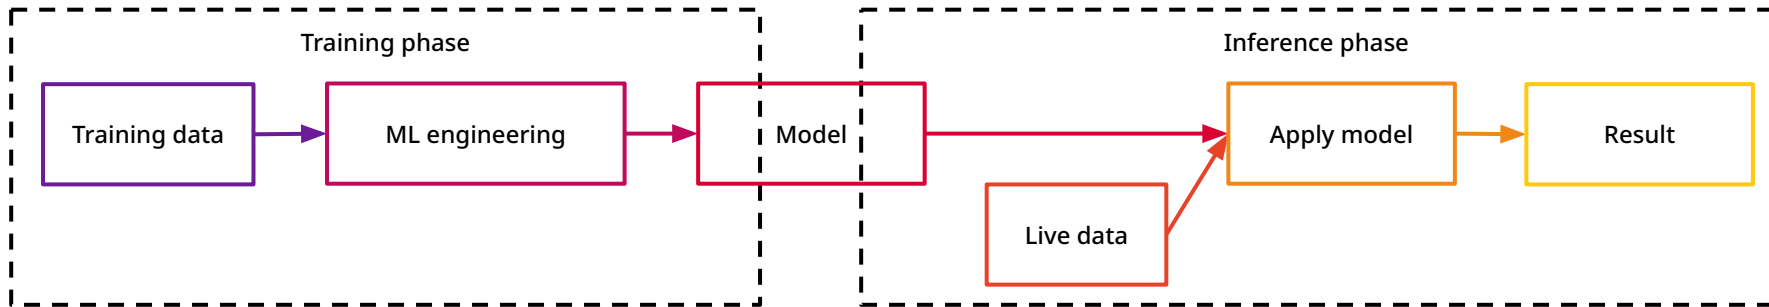 Training phase
Training data
ML engineering
Model
Inference phase
Live data
Apply model
Result